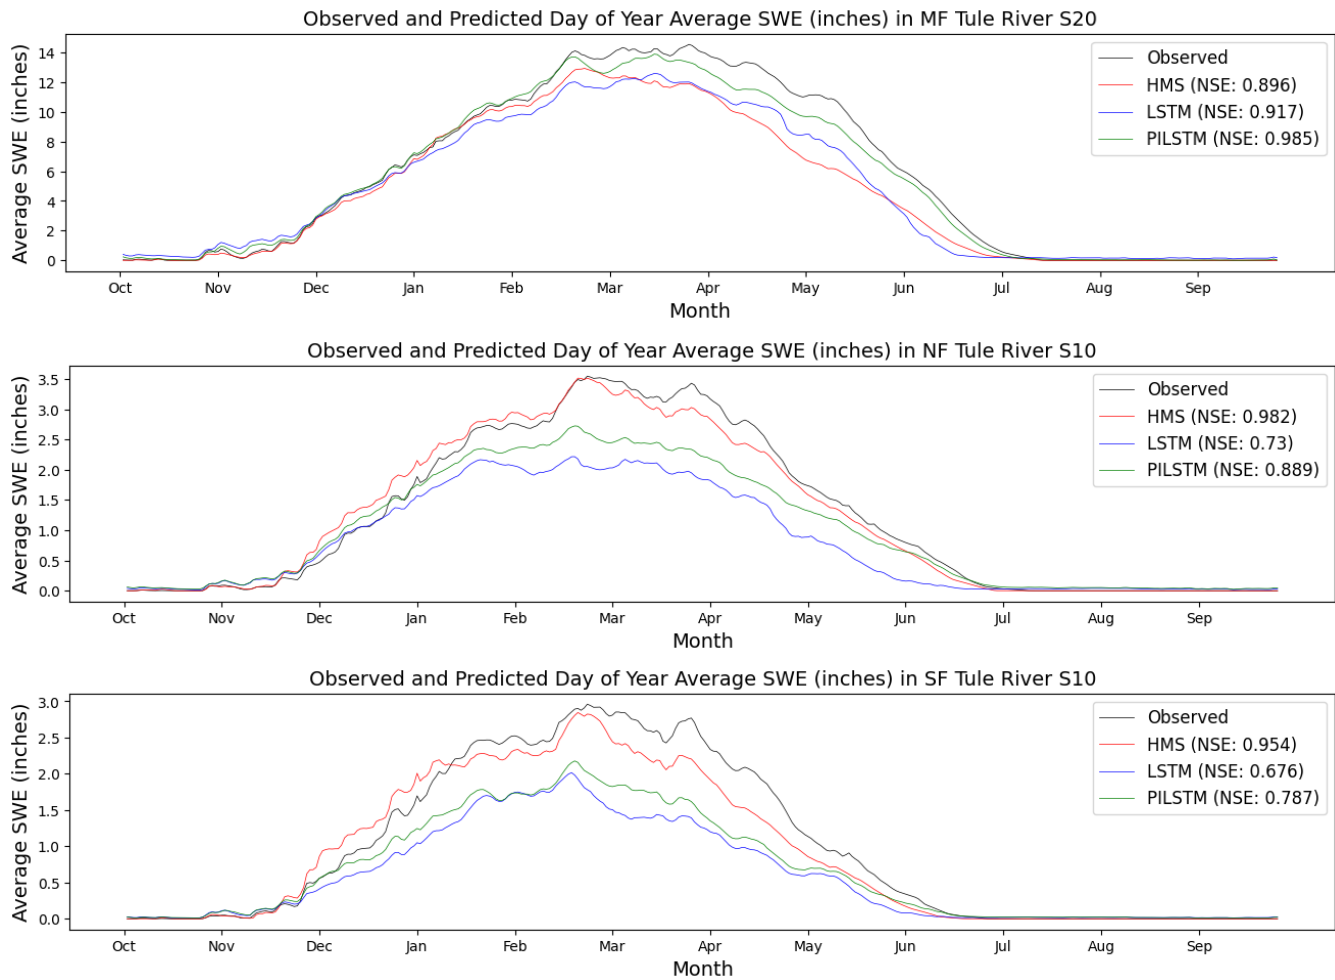 Observed and Predicted Day of Year Average SWE (inches) in MF Tule River S20
Average SWE (inches)
14
12
10
8
6
4
2
0
Observed
HMS (NSE: 0.896)
LSTM (NSE: 0.917)
PILSTM (NSE: 0.985)
Oct Nov Dec Jan Feb Mar Apr May Jun Jul Aug Sep
Month
Observed and Predicted Day of Year Average SWE (inches) in NF Tule River S10
Average SWE (inches)
3.5
3.0
2.5
2.0
1.5
1.0
0.5
0.0
Observed
HMS (NSE: 0.982)
LSTM (NSE: 0.73)
PILSTM (NSE: 0.889)
Oct Nov Dec Jan Feb Mar Apr May Jun Jul Aug Sep
Month
Observed and Predicted Day of Year Average SWE (inches) in SF Tule River S10
Average SWE (inches)
3.0
2.5
2.0
1.5
1.0
0.5
0.0
Observed
HMS (NSE: 0.954)
LSTM (NSE: 0.676)
PILSTM (NSE: 0.787)
Oct Nov Dec Jan Feb Mar Apr May Jun Jul Aug Sep
Month